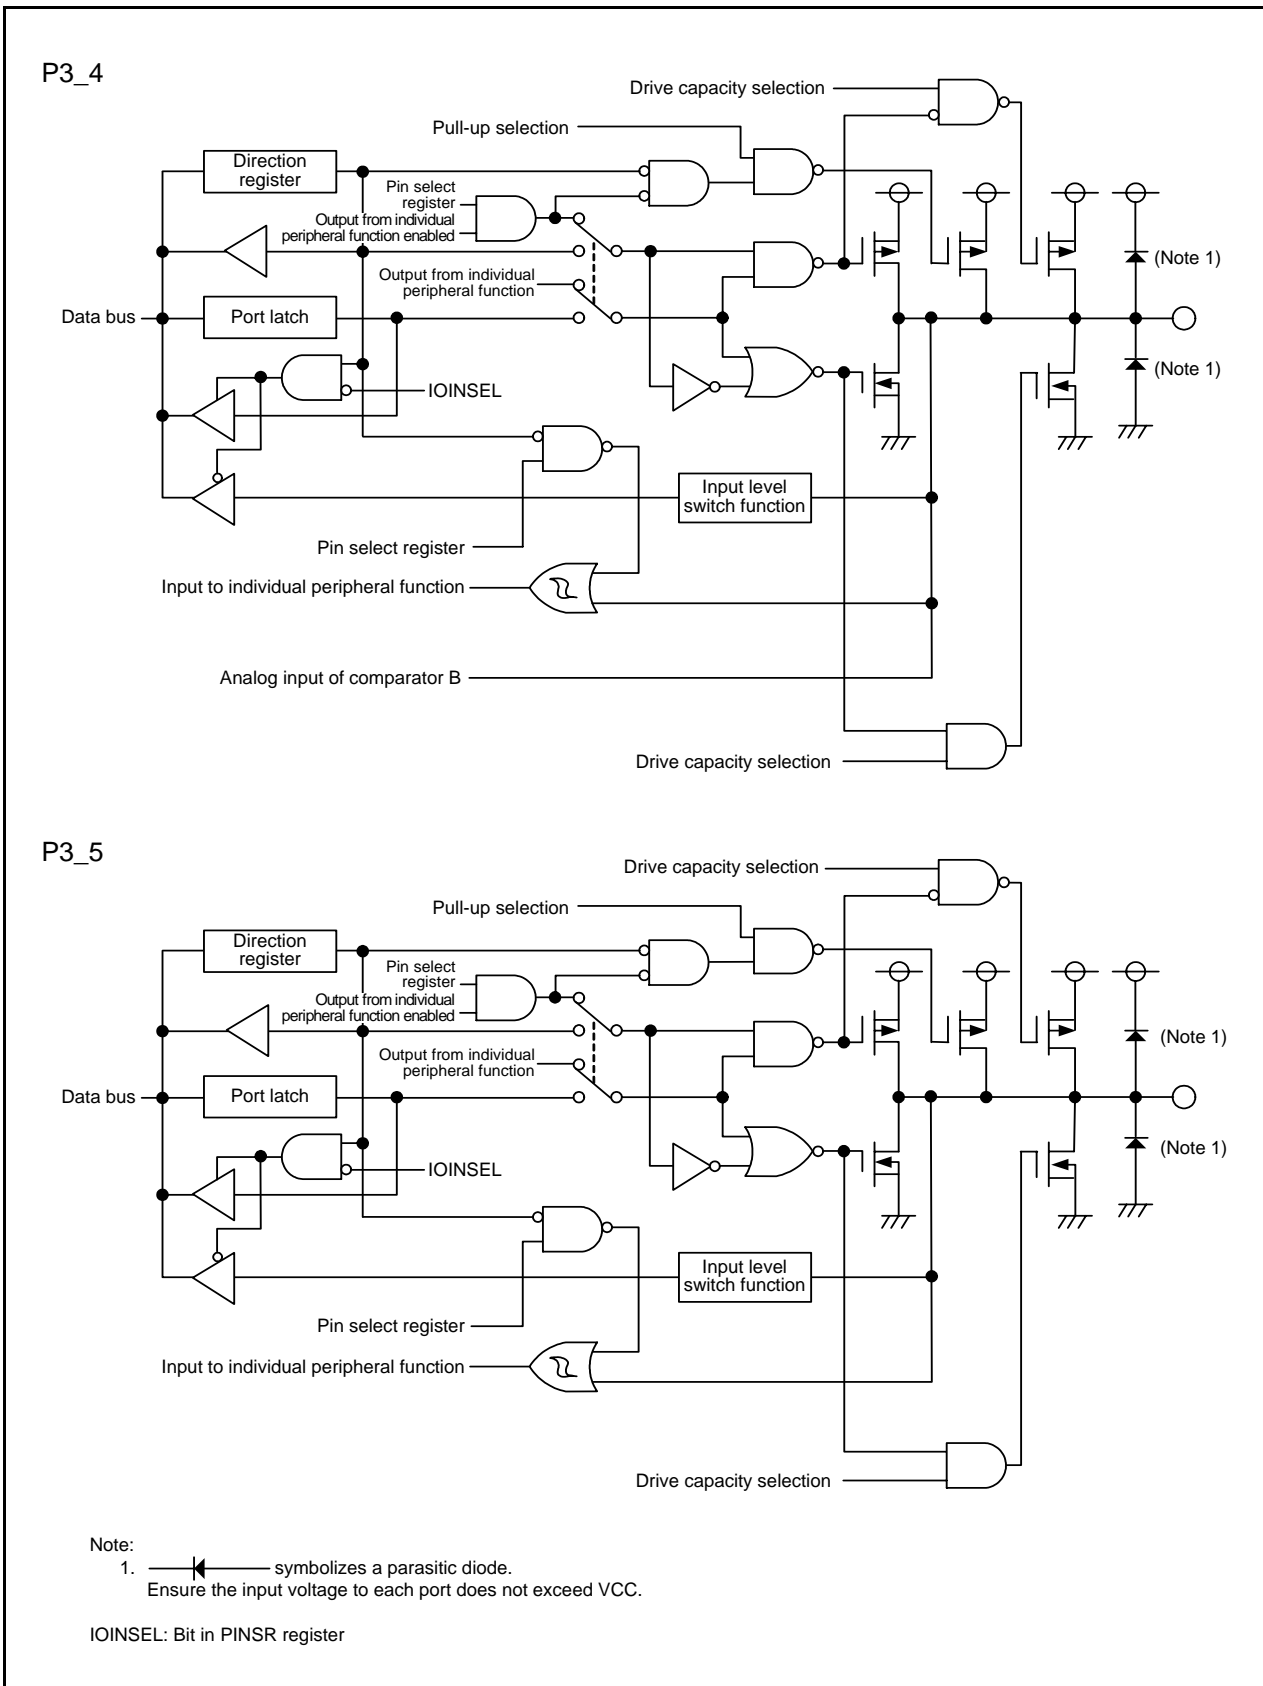 P3_4
Drive capacity selection
Pull-up selection
Direction
register
Pin select
register
Output from individual
peripheral function enabled
(Note 1)
Output from individual
peripheral function
Data bus
Port latch
(Note 1)
IOINSEL
Input level
switch function
Pin select register
Input to individual peripheral function
Analog input of comparator B
Drive capacity selection
P3_5
Drive capacity selection
Pull-up selection
Direction
register
Pin select
register
Output from individual
peripheral function enabled
(Note 1)
Output from individual
peripheral function
Data bus
Port latch
(Note 1)
IOINSEL
Input level
switch function
Pin select register
Input to individual peripheral function
Drive capacity selection
Note:
1. symbolizes a parasitic diode.
Ensure the input voltage to each port does not exceed VCC.
IOINSEL: Bit in PINSR register